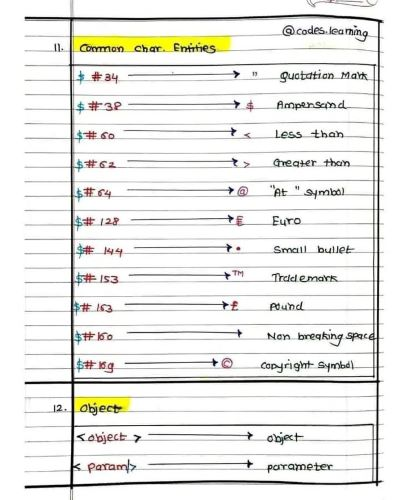 @codes.learning
11. Common Char. Entities
$ #34 → " quotation Mark
$ #38 → $ Ampersand
$ #60 → < Less than
$ #62 → > Greater than
$ #64 → @ "At" symbol
$ # 128 → € Euro
$ # 144 → • Small bullet
$ # 153 → TM Trademark
$ # 163 → £ Pound
$ # 160 → Non breaking space
$ # 169 → © Copyright Symbol
12. Object
<object> → object
<param> → parameter